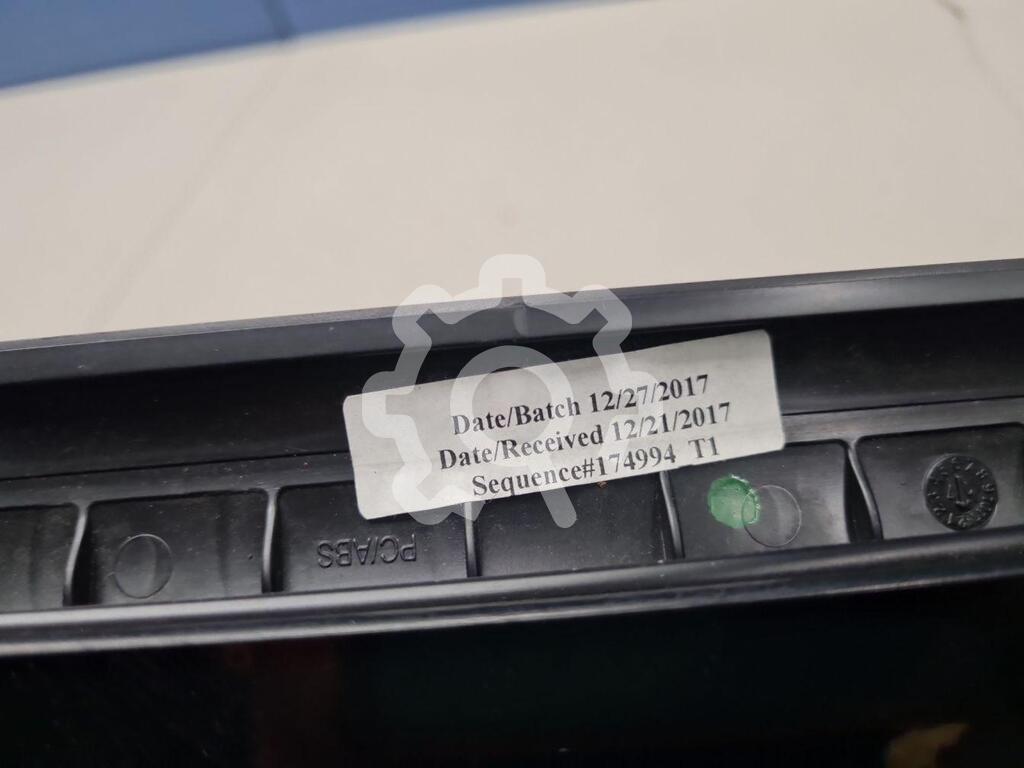 Date/Batch 12/27/2017
Date/Received 12/21/2017
Sequence#174994 T1
PC/ABS